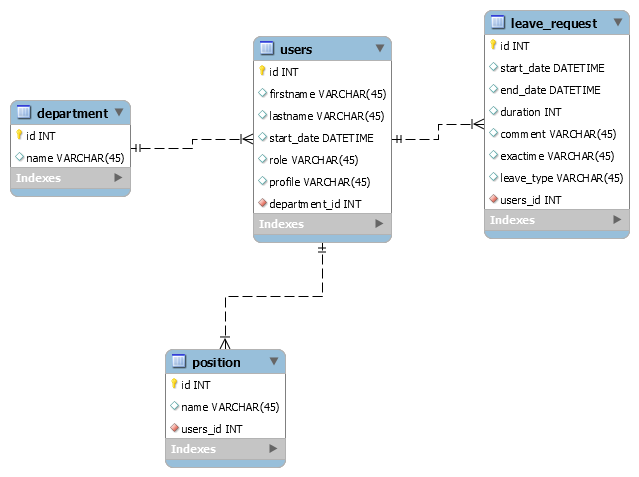 department
id INT
name VARCHAR(45)
Indexes
users
id INT
firstname VARCHAR(45)
lastname VARCHAR(45)
start_date DATETIME
role VARCHAR(45)
profile VARCHAR(45)
department_id INT
Indexes
leave_request
id INT
start_date DATETIME
end_date DATETIME
duration INT
comment VARCHAR(45)
exactime VARCHAR(45)
leave_type VARCHAR(45)
users_id INT
Indexes
position
id INT
name VARCHAR(45)
users_id INT
Indexes